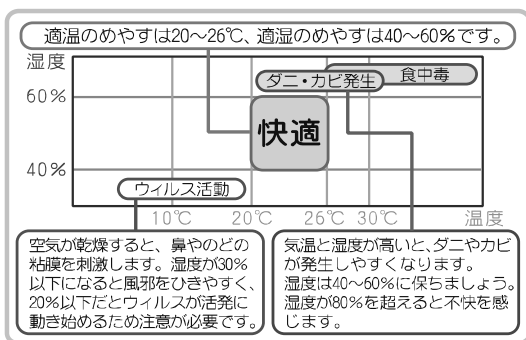 適温のめやすは20～26℃、適湿のめやすは40～60%です。
湿度
ダニ・カビ発生
食中毒
60%
快適
40%
ウィルス活動
10℃ 20℃ 26℃ 30℃ 温度
空気が乾燥すると、鼻やのどの
粘膜を刺激します。湿度が30%
以下になると風邪をひきやすく、
20%以下だとウィルスが活発に
動き始めるため注意が必要です。
気温と湿度が高いと、ダニやカビ
が発生しやすくなります。
湿度は40～60%に保ちましょう。
湿度が80%を超えると不快を感
じます。